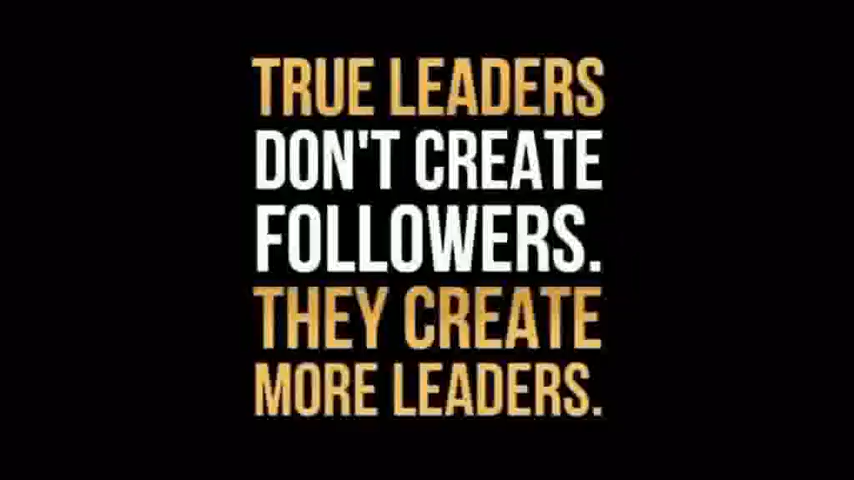 TRUE LEADERS
DON'T CREATE
FOLLOWERS.
THEY CREATE
MORE LEADERS.